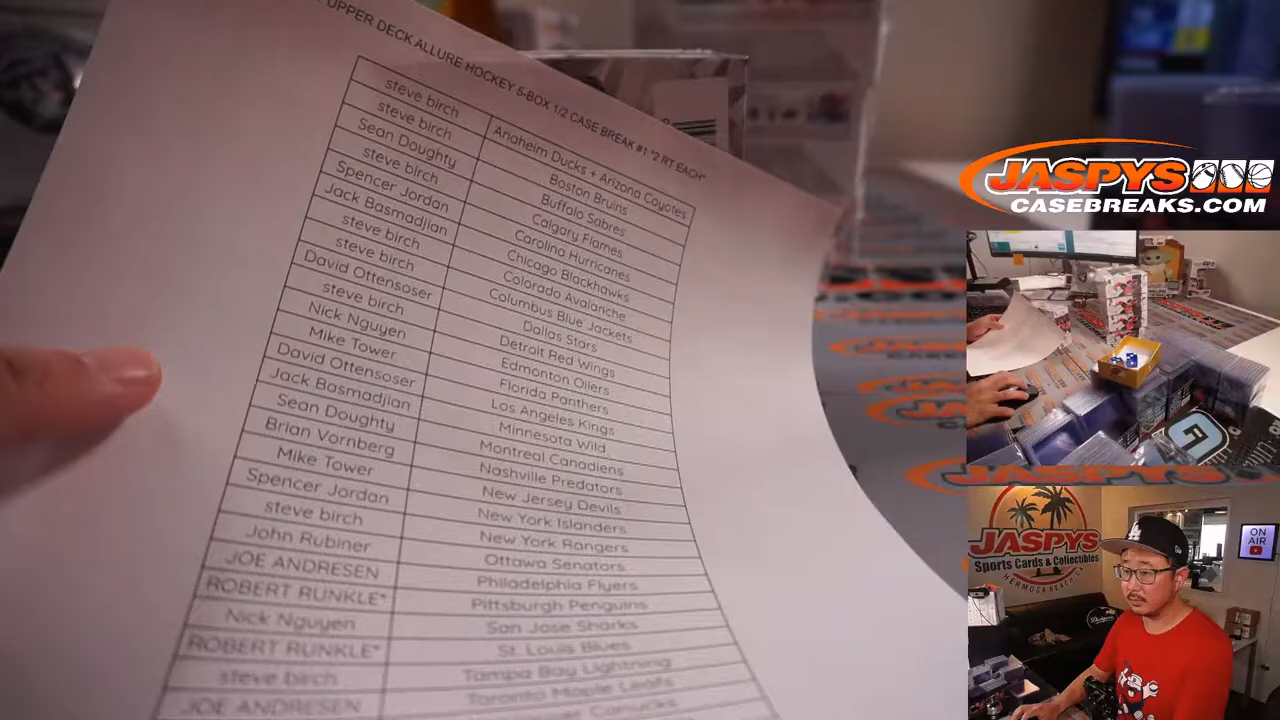 UPPER DECK ALLURE HOCKEY 5-BOX 1/2 CASE BREAK #1 *2 RT EACH*
steve birch Anaheim Ducks + Arizona Coyotes
steve birch Boston Bruins
Sean Doughty Buffalo Sabres
steve birch Calgary Flames
Spencer Jordan Carolina Hurricanes
Jack Basmadjian Chicago Blackhawks
steve birch Colorado Avalanche
steve birch Columbus Blue Jackets
David Ottensoser Dallas Stars
steve birch Detroit Red Wings
Nick Nguyen Edmonton Oilers
Mike Tower Florida Panthers
David Ottensoser Los Angeles Kings
Jack Basmadjian Minnesota Wild
Sean Doughty Montreal Canadiens
Brian Vornberg Nashville Predators
Mike Tower New Jersey Devils
Spencer Jordan New York Islanders
steve birch New York Rangers
John Rubiner Ottawa Senators
JOE ANDRESEN Philadelphia Flyers
ROBERT RUNKLE* Pittsburgh Penguins
Nick Nguyen San Jose Sharks
ROBERT RUNKLE* St. Louis Blues
steve birch Tampa Bay Lightning
JOE ANDRESEN Toronto Maple Leafs
Canucks
JASPYS
CASEBREAKS.COM
JASPYS
JASPYS
Sports Cards & Collectibles
HERMOSA BEACH, CA
ON
AIR
Dodgers
LA